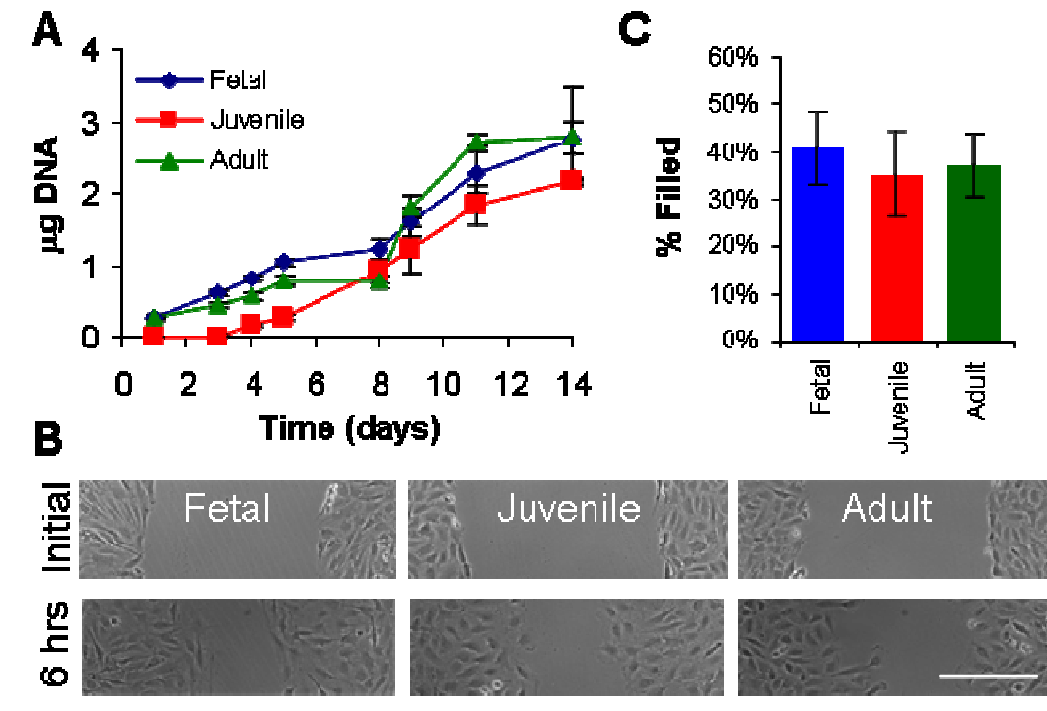 A
4
3
2
1
0
µg DNA
Fetal
Juvenile
Adult
0 2 4 6 8 10 12 14
Time (days)
C
60%
50%
40%
30%
20%
10%
0%
% Filled
Fetal
Juvenile
Adult
B
Initial
Fetal
Juvenile
Adult
6 hrs